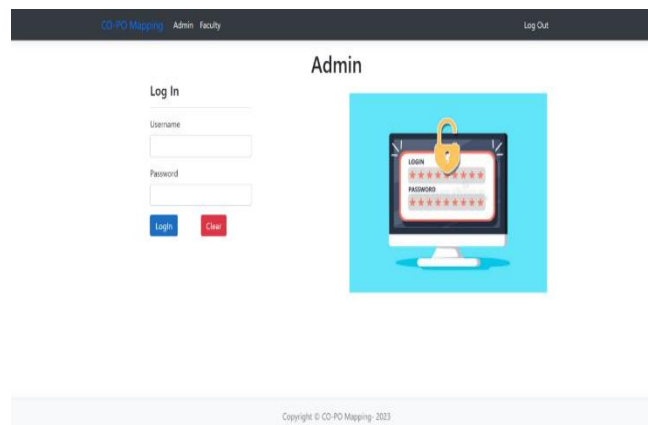 CO-PO Mapping Admin Faculty Log Out
Admin
Log In
Username
Password
LogIn Clear
LOGIN
*********
PASSWORD
*********
Copyright © CO-PO Mapping- 2023